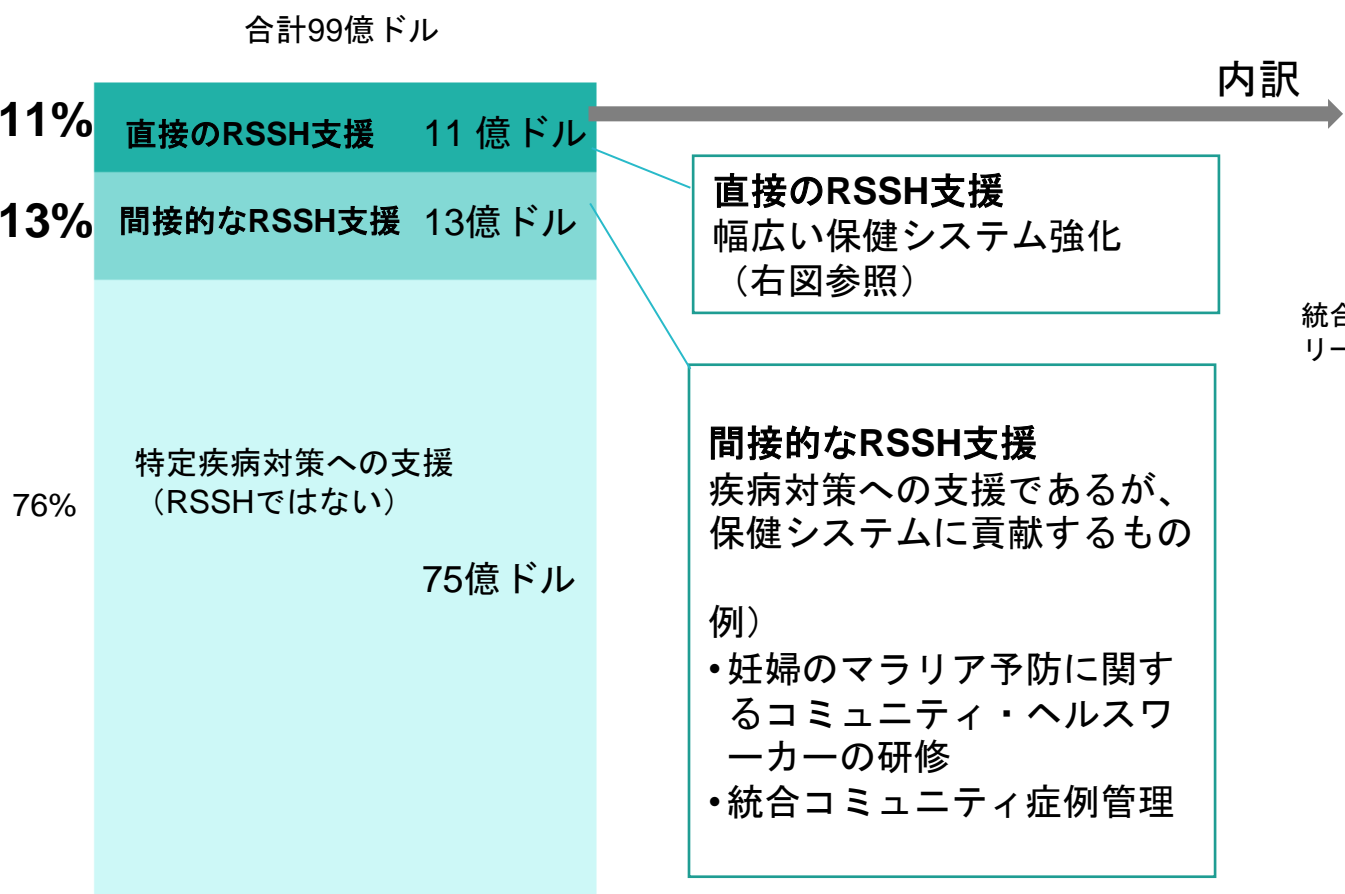 合計99億ドル
内訳
11%
直接のRSSH支援 11 億ドル
13%
間接的なRSSH支援 13億ドル
直接のRSSH支援
幅広い保健システム強化
（右図参照）
統合
リー
76%
特定疾病対策への支援
（RSSHではない）
75億ドル
間接的なRSSH支援
疾病対策への支援であるが、
保健システムに貢献するもの
例）
•妊婦のマラリア予防に関す
るコミュニティ・ヘルスワ
ーカーの研修
•統合コミュニティ症例管理